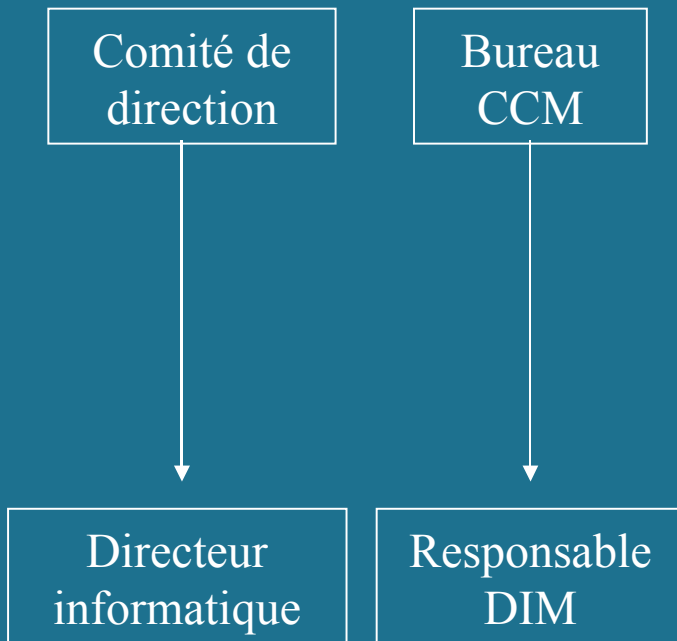 Comité de
direction
Bureau
CCM
Directeur
informatique
Responsable
DIM